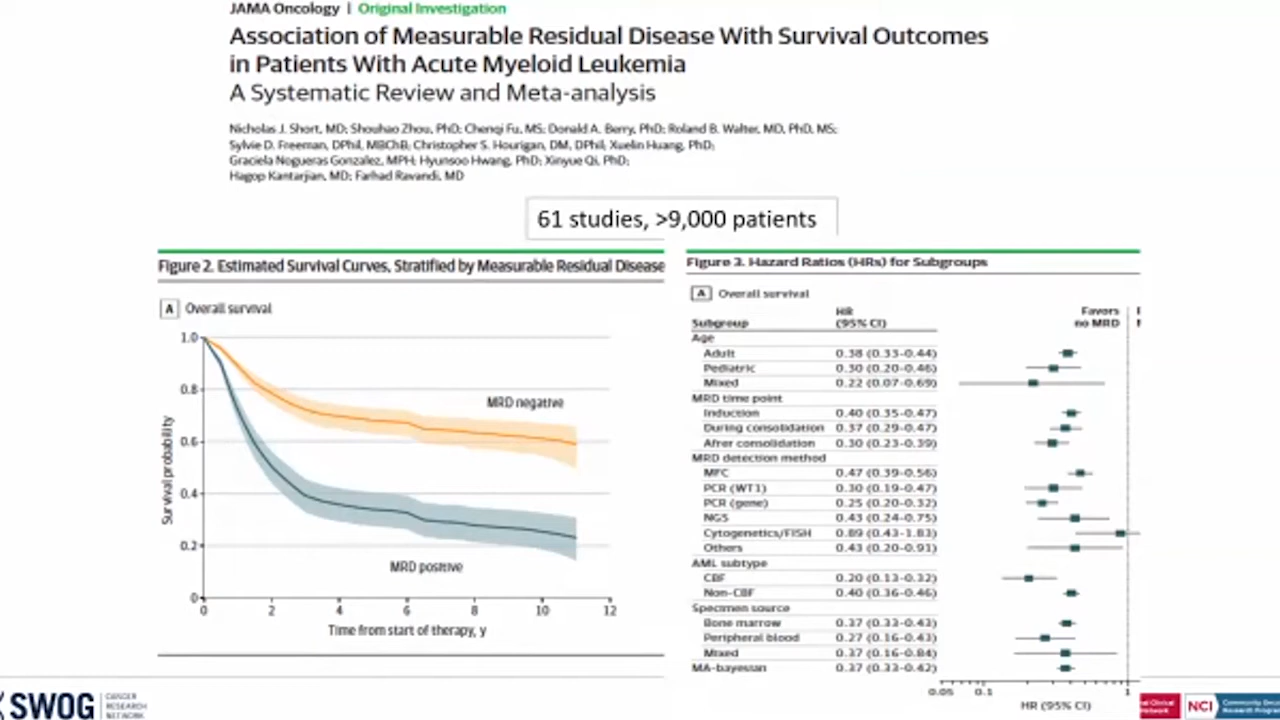 JAMA Oncology | Original Investigation
Association of Measurable Residual Disease With Survival Outcomes
in Patients With Acute Myeloid Leukemia
A Systematic Review and Meta-analysis
Nicholas J. Short, MD; Shouhao Zhou, PhD; Chenqi Fu, MS; Donald A. Berry, PhD; Roland B. Walter, MD, PhD, MS;
Sylvie D. Freeman, DPhil, MBChB; Christopher S. Hourigan, DM, DPhil; Xuelin Huang, PhD;
Graciela Nogueras Gonzalez, MPH; Hyunsoo Hwang, PhD; Xinyue Qi, PhD;
Hagop Kantarjian, MD; Farhad Ravandi, MD
61 studies, >9,000 patients
Figure 2. Estimated Survival Curves, Stratified by Measurable Residual Disease
A Overall survival
1.0
0.8
0.6
0.4
0.2
0
Survival probability
MRD negative
MRD positive
0 2 4 6 8 10 12
Time from start of therapy, y
Figure 3. Hazard Ratios (HRs) for Subgroups
A Overall survival
Subgroup HR (95% CI) Favors no MRD
Age
Adult 0.38 (0.33-0.44)
Pediatric 0.30 (0.20-0.46)
Mixed 0.22 (0.07-0.69)
MRD time point
Induction 0.40 (0.35-0.47)
During consolidation 0.37 (0.29-0.47)
After consolidation 0.30 (0.23-0.39)
MRD detection method
MFC 0.47 (0.39-0.56)
PCR (WT1) 0.30 (0.19-0.47)
PCR (gene) 0.25 (0.20-0.32)
NGS 0.43 (0.24-0.75)
Cytogenetics/FISH 0.89 (0.43-1.83)
Others 0.43 (0.20-0.91)
AML subtype
CBF 0.20 (0.13-0.32)
Non-CBF 0.40 (0.36-0.46)
Specimen source
Bone marrow 0.37 (0.33-0.43)
Peripheral blood 0.27 (0.16-0.43)
Mixed 0.37 (0.16-0.84)
MA-bayesian 0.37 (0.33-0.42)
0.05 0.1 1
HR (95% CI)
SWOG CANCER
RESEARCH
NETWORK
NCI Community Onco
Research Progra